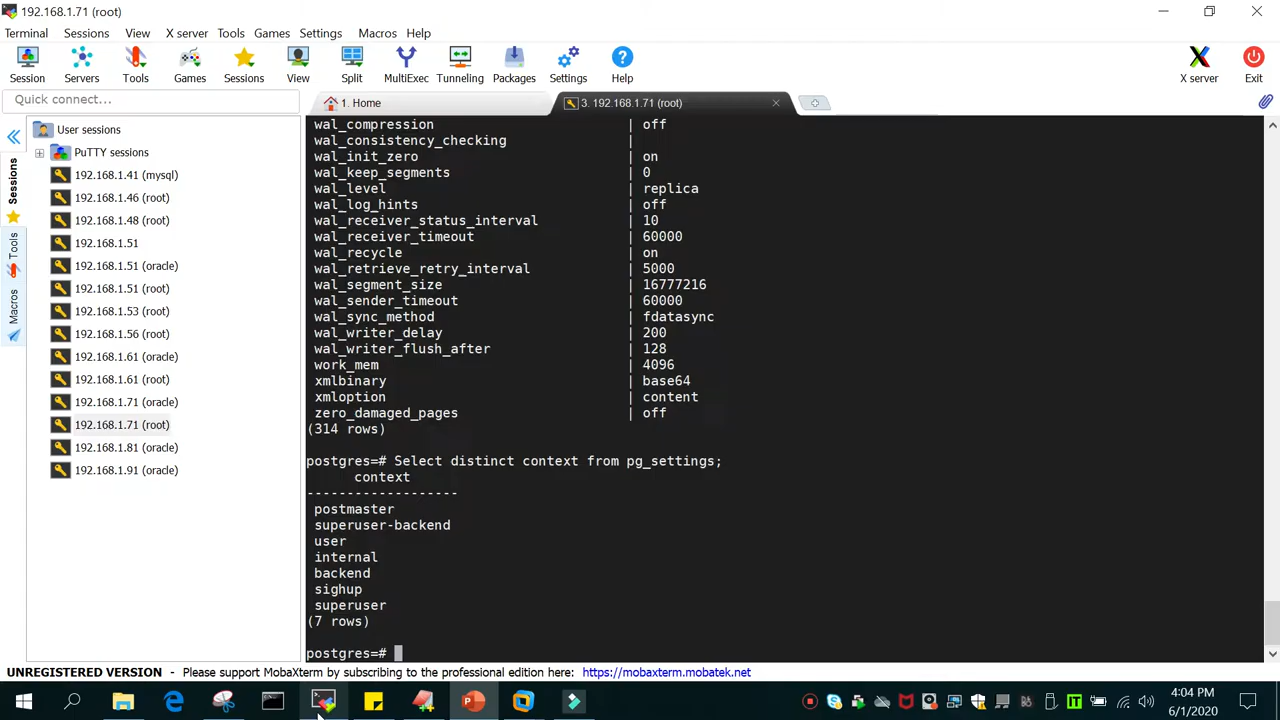 192.168.1.71 (root)
Terminal Sessions View X server Tools Games Settings Macros Help
Session Servers Tools Games Sessions View Split MultiExec Tunneling Packages Settings Help X server Exit
Quick connect...
1. Home
3. 192.168.1.71 (root)
Sessions
Tools
Macros
User sessions
PuTTY sessions
192.168.1.41 (mysql)
192.168.1.46 (root)
192.168.1.48 (root)
192.168.1.51
192.168.1.51 (oracle)
192.168.1.51 (root)
192.168.1.53 (root)
192.168.1.56 (root)
192.168.1.61 (oracle)
192.168.1.61 (root)
192.168.1.71 (oracle)
192.168.1.71 (root)
192.168.1.81 (oracle)
192.168.1.91 (oracle)
wal_compression | off
wal_consistency_checking |
wal_init_zero | on
wal_keep_segments | 0
wal_level | replica
wal_log_hints | off
wal_receiver_status_interval | 10
wal_receiver_timeout | 60000
wal_recycle | on
wal_retrieve_retry_interval | 5000
wal_segment_size | 16777216
wal_sender_timeout | 60000
wal_sync_method | fdatasync
wal_writer_delay | 200
wal_writer_flush_after | 128
work_mem | 4096
xmlbinary | base64
xmloption | content
zero_damaged_pages | off
(314 rows)
postgres=# Select distinct context from pg_settings;
context
-------------------
postmaster
superuser-backend
user
internal
backend
sighup
superuser
(7 rows)
postgres=#
UNREGISTERED VERSION - Please support MobaXterm by subscribing to the professional edition here: https://mobaxterm.mobatek.net
4:04 PM
6/1/2020